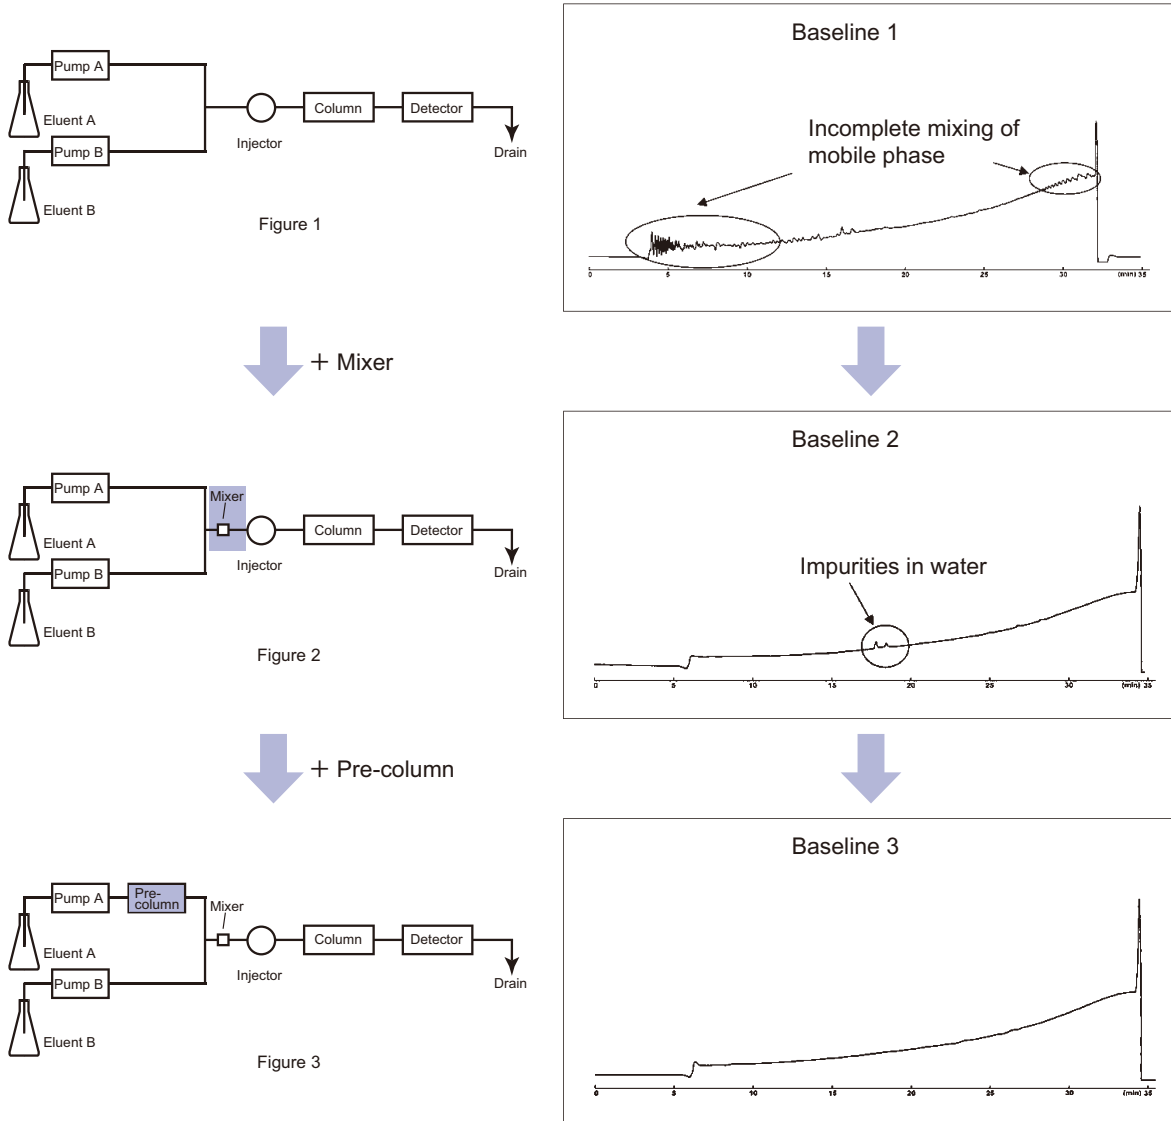 Pump A
Eluent A
Pump B
Eluent B
Injector
Column
Detector
Drain
Figure 1
Baseline 1
Incomplete mixing of
mobile phase
0 5 10 15 20 25 30 (min) 35
+ Mixer
Pump A
Eluent A
Pump B
Eluent B
Mixer
Injector
Column
Detector
Drain
Figure 2
Baseline 2
Impurities in water
0 5 10 15 20 25 30 (min) 35
+ Pre-column
Pump A
Pre-
column
Eluent A
Pump B
Eluent B
Mixer
Injector
Column
Detector
Drain
Figure 3
Baseline 3
0 5 10 15 20 25 30 (min) 35